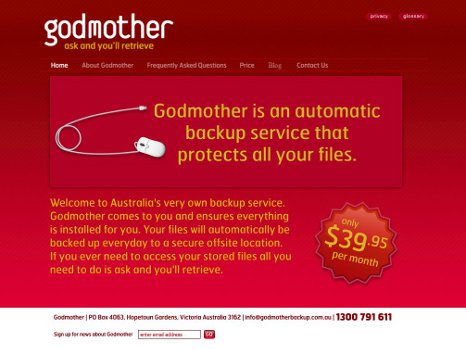 godmother
ask and you'll retrieve
privacy
glossary
Home
About Godmother
Frequently Asked Questions
Price
Blog
Contact Us
Godmother is an automatic
backup service that
protects all your files.
Welcome to Australia's very own backup service.
Godmother comes to you and ensures everything
is installed for you. Your files will automatically be
backed up everyday to a secure offsite location.
If you ever need to access your stored files all you
need to do is ask and you'll retrieve.
only
$39.95
per month
Godmother | PO Box 4063, Hopetoun Gardens, Victoria Australia 3162 | info@godmotherbackup.com.au | 1300 791 611
Sign up for news about Godmother
enter email address
GO